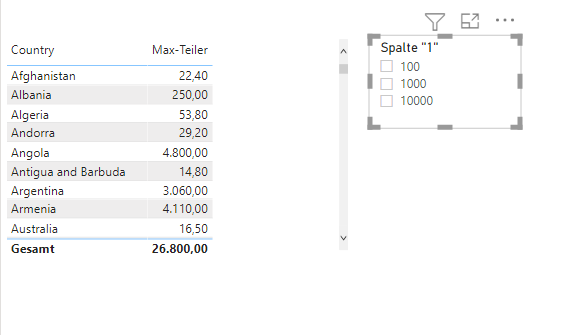 Country Max-Teiler
Afghanistan 22,40
Albania 250,00
Algeria 53,80
Andorra 29,20
Angola 4.800,00
Antigua and Barbuda 14,80
Argentina 3.060,00
Armenia 4.110,00
Australia 16,50
Gesamt 26.800,00
Spalte "1"
100
1000
10000